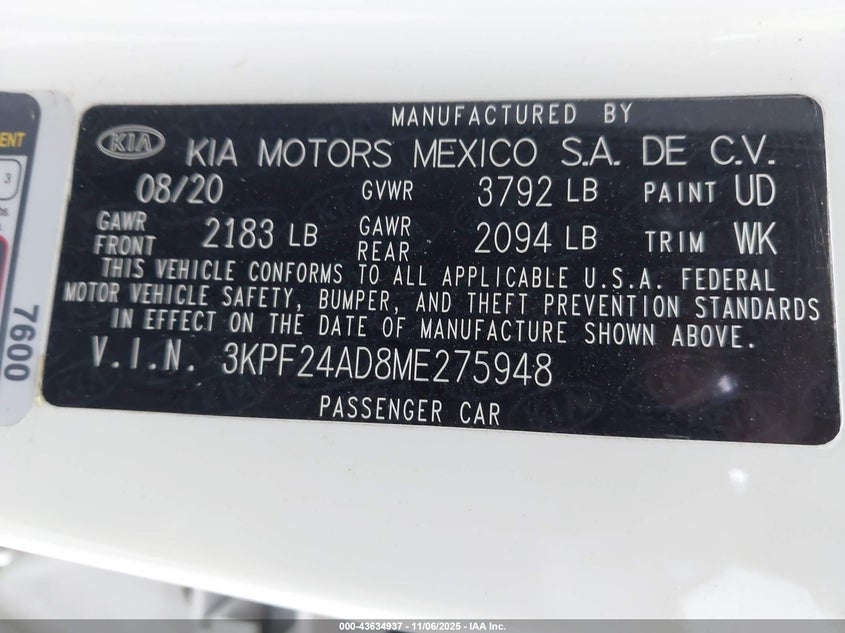 MANUFACTURED BY
KIA KIA MOTORS MEXICO S.A. DE C.V.
08/20 GVWR 3792 LB PAINT UD
GAWR FRONT 2183 LB GAWR REAR 2094 LB TRIM WK
THIS VEHICLE CONFORMS TO ALL APPLICABLE U.S.A. FEDERAL
MOTOR VEHICLE SAFETY, BUMPER, AND THEFT PREVENTION STANDARDS
IN EFFECT ON THE DATE OF MANUFACTURE SHOWN ABOVE.
V.I.N. 3KPF24AD8ME275948
PASSENGER CAR
3
7600
000-43634937 - 11/06/2025 - IAA Inc.